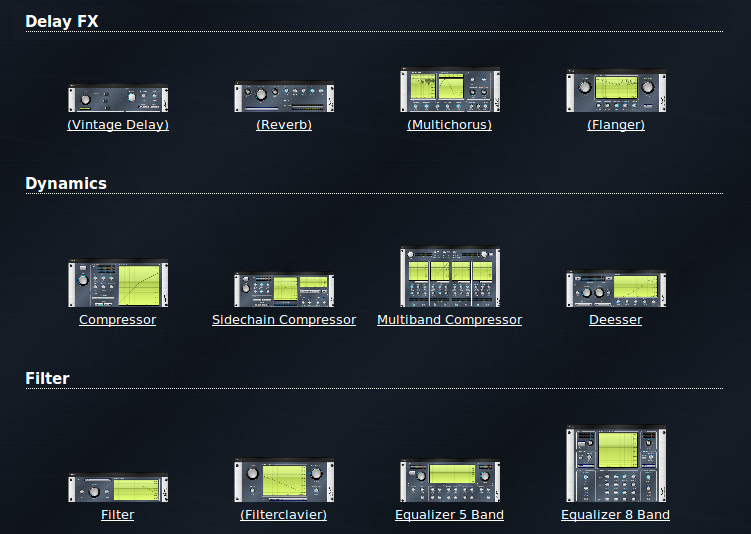 Delay FX
(Vintage Delay) (Reverb) (Multichorus) (Flanger)
Dynamics
Compressor Sidechain Compressor Multiband Compressor Deesser
Filter
Filter (Filterclavier) Equalizer 5 Band Equalizer 8 Band